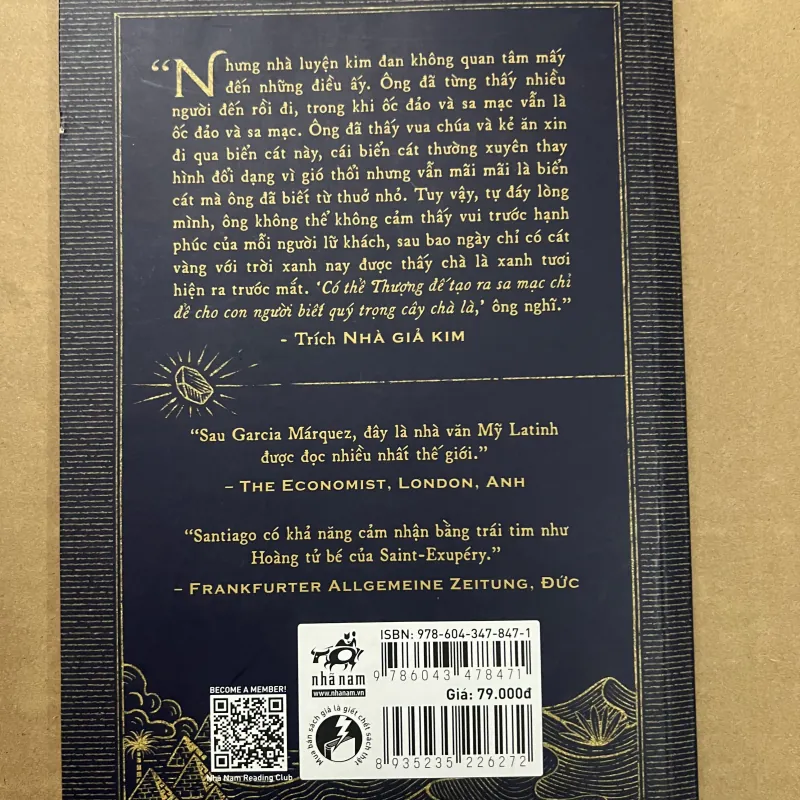 “Nhưng nhà luyện kim đan không quan tâm mấy
đến những điều ấy. Ông đã từng thấy nhiều
người đến rồi đi, trong khi ốc đảo và sa mạc vẫn là
ốc đảo và sa mạc. Ông đã thấy vua chúa và kẻ ăn xin
đi qua biển cát này, cái biển cát thường xuyên thay
hình đổi dạng vì gió thổi nhưng vẫn mãi mãi là biển
cát mà ông đã biết từ thuở nhỏ. Tuy vậy, tự đáy lòng
mình, ông không thể không cảm thấy vui trước hạnh
phúc của mỗi người lữ khách, sau bao ngày chỉ có cát
vàng với trời xanh nay được thấy chà là xanh tươi
hiện ra trước mắt. ‘Có thể Thượng đế tạo ra sa mạc chỉ
để cho con người biết quý trọng cây chà là,’ ông nghĩ.”
- Trích NHÀ GIẢ KIM
“Sau Garcia Márquez, đây là nhà văn Mỹ Latinh
được đọc nhiều nhất thế giới.”
– THE ECONOMIST, LONDON, ANH
“Santiago có khả năng cảm nhận bằng trái tim như
Hoàng tử bé của Saint-Exupéry.”
– FRANKFURTER ALLGEMEINE ZEITUNG, ĐỨC
BECOME A MEMBER!
Nhã Nam Reading Club
nhã nam
www.nhanam.vn
Mua bán sách giả là giết chết sách thật
ISBN: 978-604-347-847-1
9 786043 478471
Giá: 79.000đ
8 935235 226272